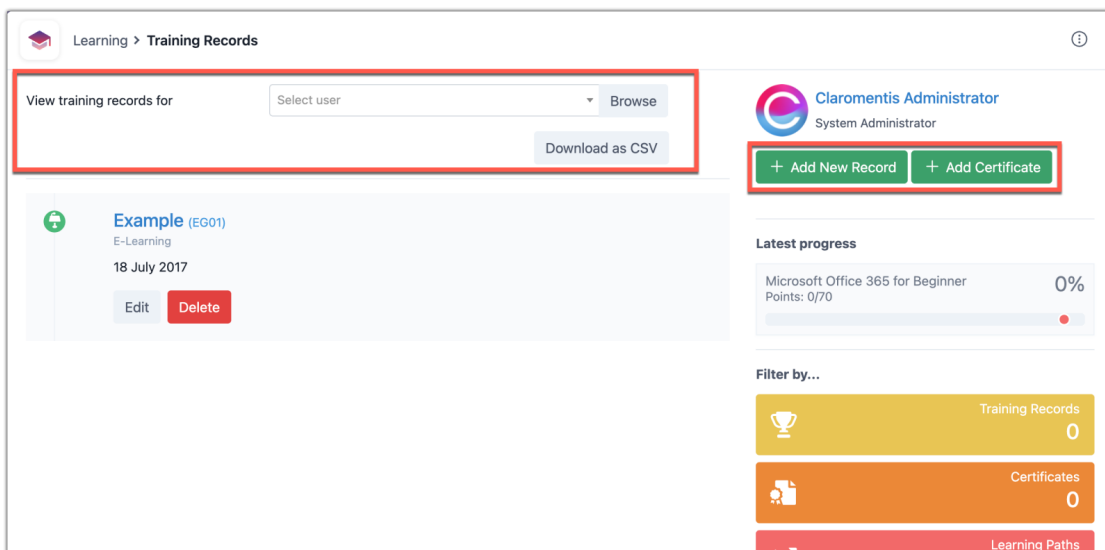 Learning > Training Records
View training records for
Select user
Browse
Download as CSV
Example (EG01)
E-Learning
18 July 2017
Edit
Delete
Claromentis Administrator
System Administrator
+ Add New Record
+ Add Certificate
Latest progress
Microsoft Office 365 for Beginner
0%
Points: 0/70
Filter by...
Training Records
0
Certificates
0
Learning Paths